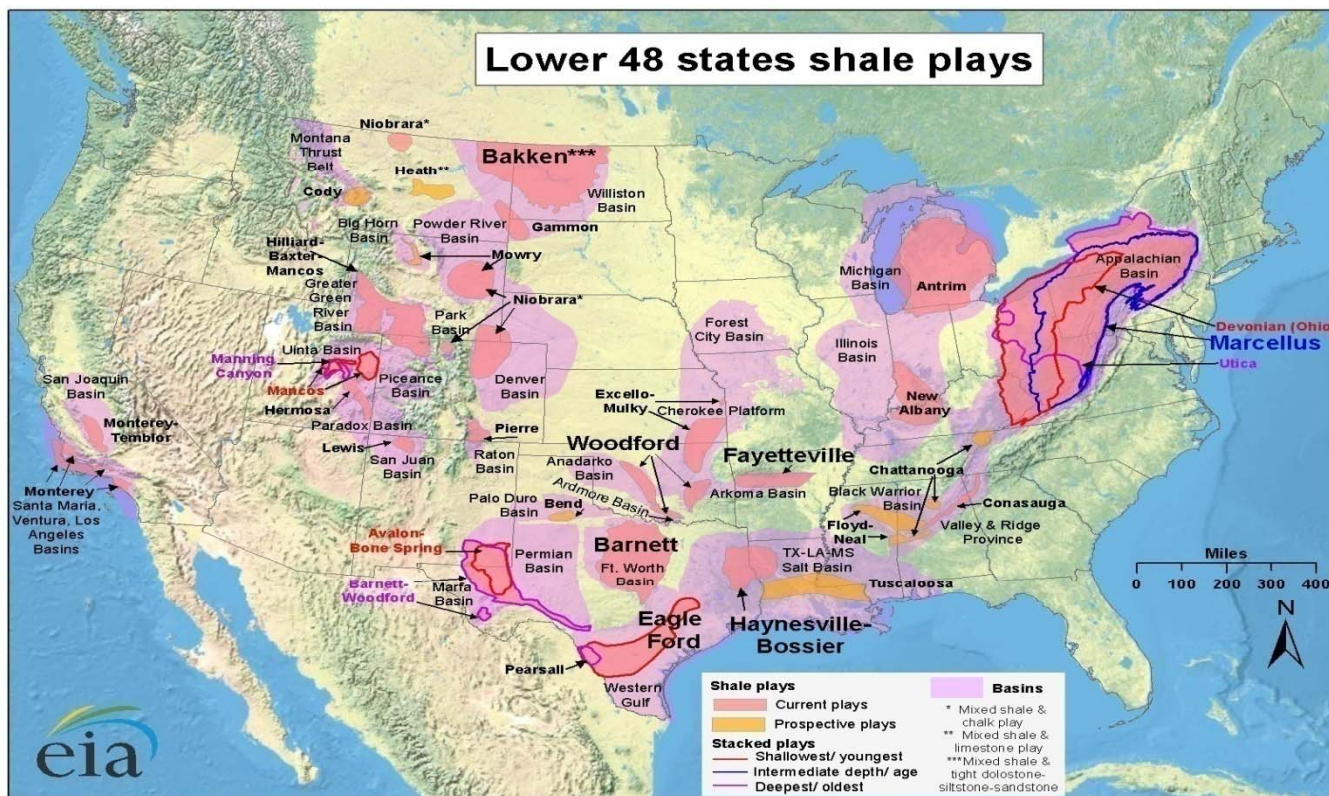 Lower 48 states shale plays
Niobrara*
Montana
Thrust
Belt
Bakken***
Heath**
Cody
Williston
Basin
Big Horn
Basin
Powder River
Basin
Gammon
Hilliard-
Baxter-
Mancos
Mowry
Greater
Green
River
Basin
Niobrara*
Park
Basin
Michigan
Basin
Antrim
Appalachian
Basin
Devonian (Ohio
Marcellus
Utica
Forest
City Basin
Illinois
Basin
Uinta Basin
Manning
Canyon
Mancos
Piceance
Basin
Denver
Basin
San Joaquin
Basin
Hermosa
Paradox Basin
Excello-
Mulky
Cherokee Platform
New
Albany
Monterey-
Temblor
Lewis
San Juan
Basin
Pierre
Raton
Basin
Woodford
Anadarko
Basin
Fayetteville
Arkoma Basin
Chattanooga
Black Warrior
Basin
Conasauga
Monterey
Santa Maria,
Ventura, Los
Angeles
Basins
Palo Duro
Basin
Bend
Ardmore Basin
Floyd-
Neal
Valley & Ridge
Province
Avalon-
Bone Spring
Permian
Basin
Barnett
Ft. Worth
Basin
TX-LA-MS
Salt Basin
Tuscaloosa
Barnett-
Woodford
Marfa
Basin
Eagle
Ford
Haynesville-
Bossier
Pearsall
Western
Gulf
Miles
0 100 200 300 400
N
Shale plays
Current plays
Prospective plays
Stacked plays
Shallowest/ youngest
Intermediate depth/ age
Deepest/ oldest
Basins
* Mixed shale &
chalk play
** Mixed shale &
limestone play
***Mixed shale &
tight dolostone-
siltstone-sandstone
eia